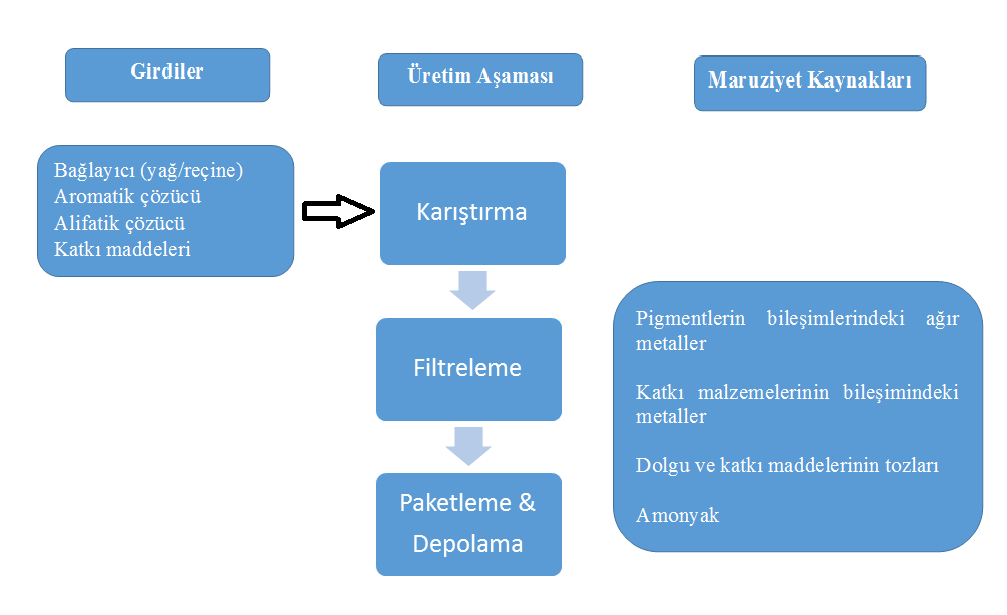 Girdiler
Üretim Aşaması
Maruziyet Kaynakları
Bağlayıcı (yağ/reçine)
Aromatik çözücü
Alifatik çözücü
Katkı maddeleri
Karıştırma
Filtreleme
Paketleme &
Depolama
Pigmentlerin bileşimlerindeki ağır
metaller
Katkı malzemelerinin bileşimindeki
metaller
Dolgu ve katkı maddelerinin tozları
Amonyak